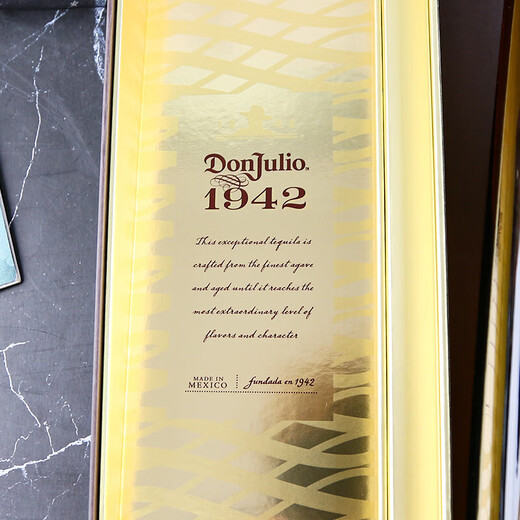 DonJulio.
1942
This exceptional tequila is
crafted from the finest agave
and aged until it reaches the
most extraordinary level of
flavors and character
MADE IN
MEXICO
fundada en 1942